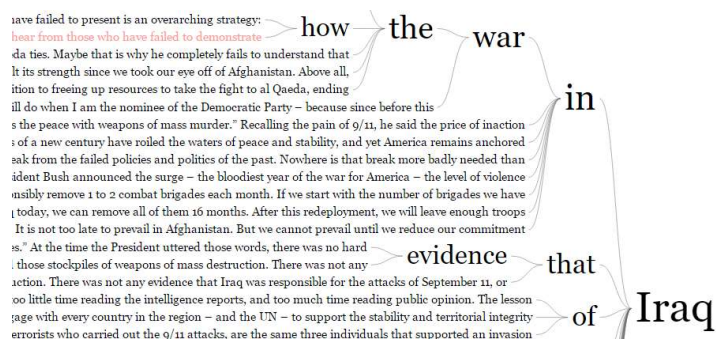 have failed to present is an overarching strategy:
hear from those who have failed to demonstrate
how
the
eda ties. Maybe that is why he completely fails to understand that
lt its strength since we took our eye off of Afghanistan. Above all,
ition to freeing up resources to take the fight to al Qaeda, ending
ill do when I am the nominee of the Democratic Party – because since before this
war
s the peace with weapons of mass murder.” Recalling the pain of 9/11, he said the price of inaction
s of a new century have roiled the waters of peace and stability, and yet America remains anchored
eak from the failed policies and politics of the past. Nowhere is that break more badly needed than
ident Bush announced the surge – the bloodiest year of the war for America – the level of violence
onsibly remove 1 to 2 combat brigades each month. If we start with the number of brigades we have
today, we can remove all of them 16 months. After this redeployment, we will leave enough troops
It is not too late to prevail in Afghanistan. But we cannot prevail until we reduce our commitment
in
es.” At the time the President uttered those words, there was no hard
those stockpiles of weapons of mass destruction. There was not any
evidence
uction. There was not any evidence that Iraq was responsible for the attacks of September 11, or
that
too little time reading the intelligence reports, and too much time reading public opinion. The lesson
gage with every country in the region – and the UN – to support the stability and territorial integrity
errorists who carried out the 9/11 attacks, are the same three individuals that supported an invasion
of
Iraq